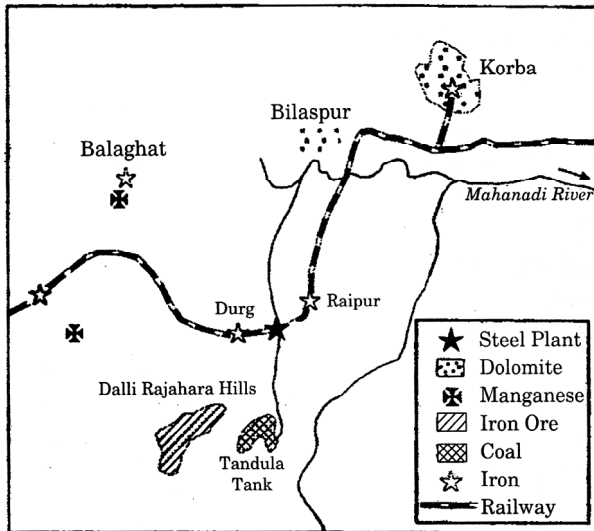 Korba
Bilaspur
Balaghat
Mahanadi River
Durg
Raipur
Dalli Rajahara Hills
Tandula
Tank
Steel Plant
Dolomite
Manganese
Iron Ore
Coal
Iron
Railway